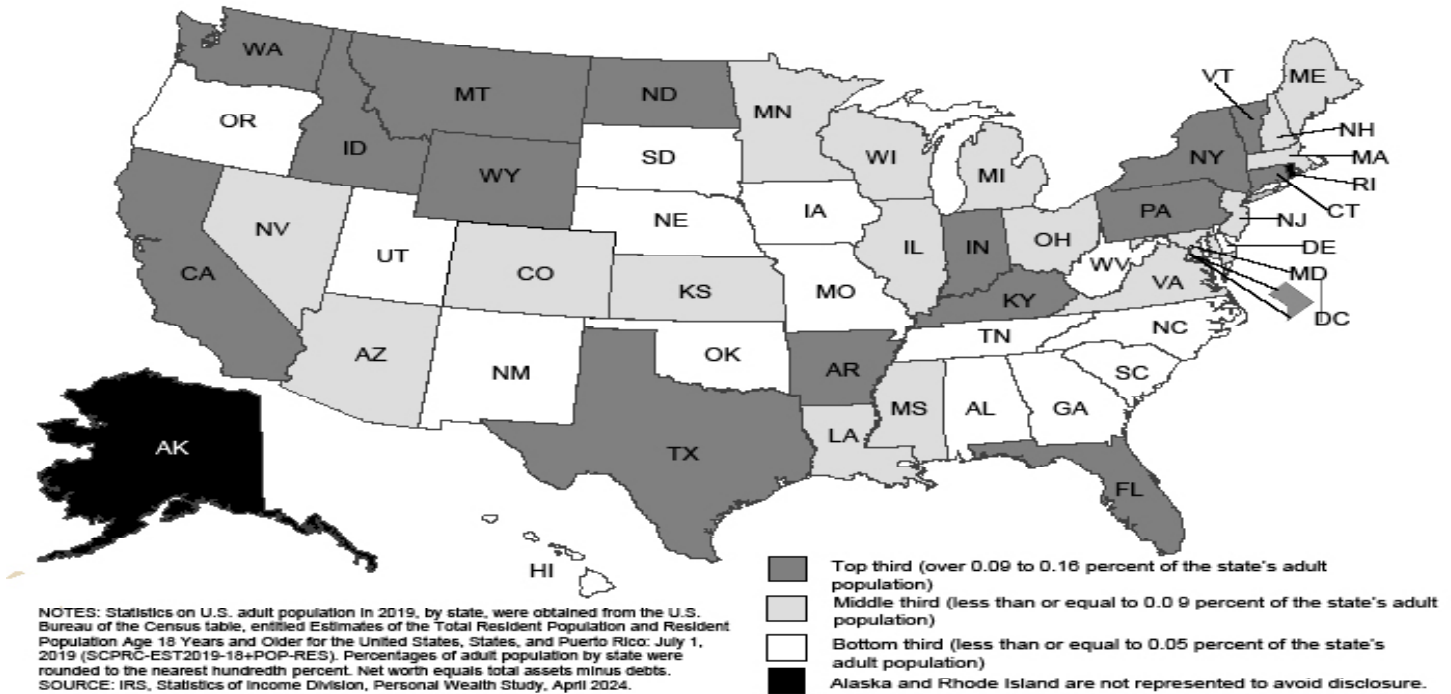 WA
MT
ND
MN
VT
ME
OR
ID
WY
SD
WI
MI
NY
NH
MA
RI
CT
NV
UT
NE
IA
PA
NJ
CA
CO
KS
MO
IL
IN
OH
WV
VA
DE
MD
DC
KY
AZ
NM
OK
AR
TN
NC
SC
AK
TX
LA
MS
AL
GA
FL
HI
Top third (over 0.09 to 0.16 percent of the state's adult
population)
Middle third (less than or equal to 0.0 9 percent of the state's adult
population)
Bottom third (less than or equal to 0.05 percent of the state's
adult population)
Alaska and Rhode Island are not represented to avoid disclosure.
NOTES: Statistics on U.S. adult population in 2019, by state, were obtained from the U.S.
Bureau of the Census table, entitled Estimates of the Total Resident Population and Resident
Population Age 18 Years and Older for the United States, States, and Puerto Rico: July 1,
2019 (SCPRC-EST2019-18+POP-RES). Percentages of adult population by state were
rounded to the nearest hundredth percent. Net worth equals total assets minus debts.
SOURCE: IRS, Statistics of Income Division, Personal Wealth Study, April 2024.